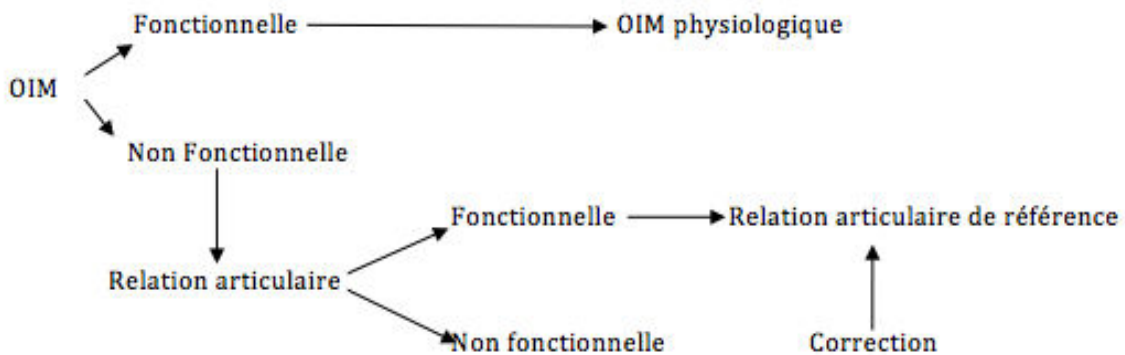 Fonctionnelle OIM physiologique
OIM
Non Fonctionnelle
Fonctionnelle Relation articulaire de référence
Relation articulaire
Non fonctionnelle Correction